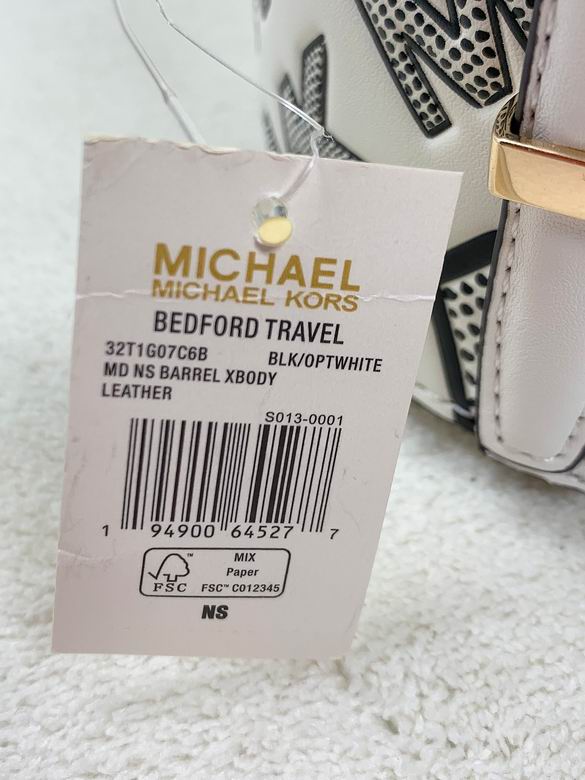 MICHAEL
MICHAEL KORS
BEDFORD TRAVEL
32T1G07C6B BLK/OPTWHITE
MD NS BARREL XBODY
LEATHER
S013-0001
1 94900 64527 7
FSC™
MIX
Paper
FSC™ C012345
NS